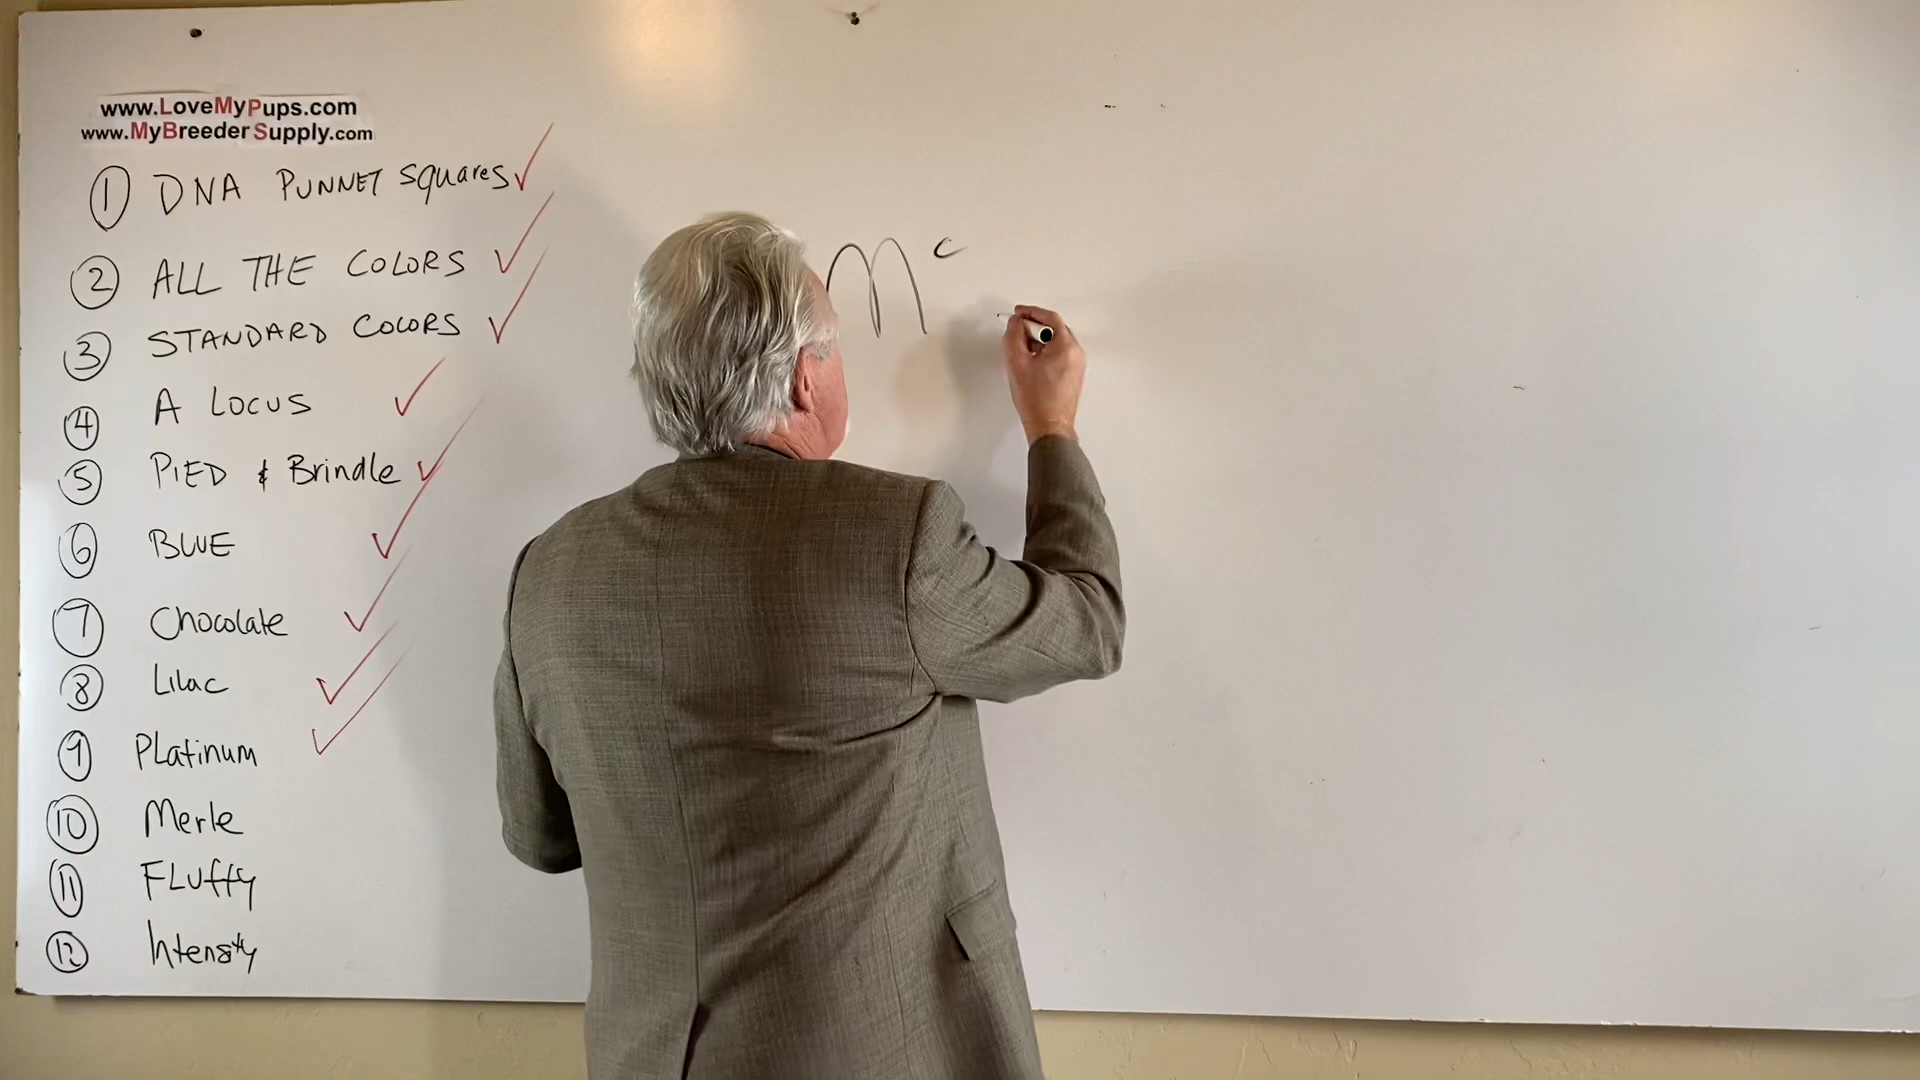 www.LoveMyPups.com
www.MyBreederSupply.com
1 DNA PUNNET SQuares
2 ALL THE COLORS
3 STANDARD COLORS
4 A LOCUS
5 PIED & Brindle
6 BLUE
7 Chocolate
8 Lilac
9 Platinum
10 Merle
11 FLuffy
12 Intensity
M c